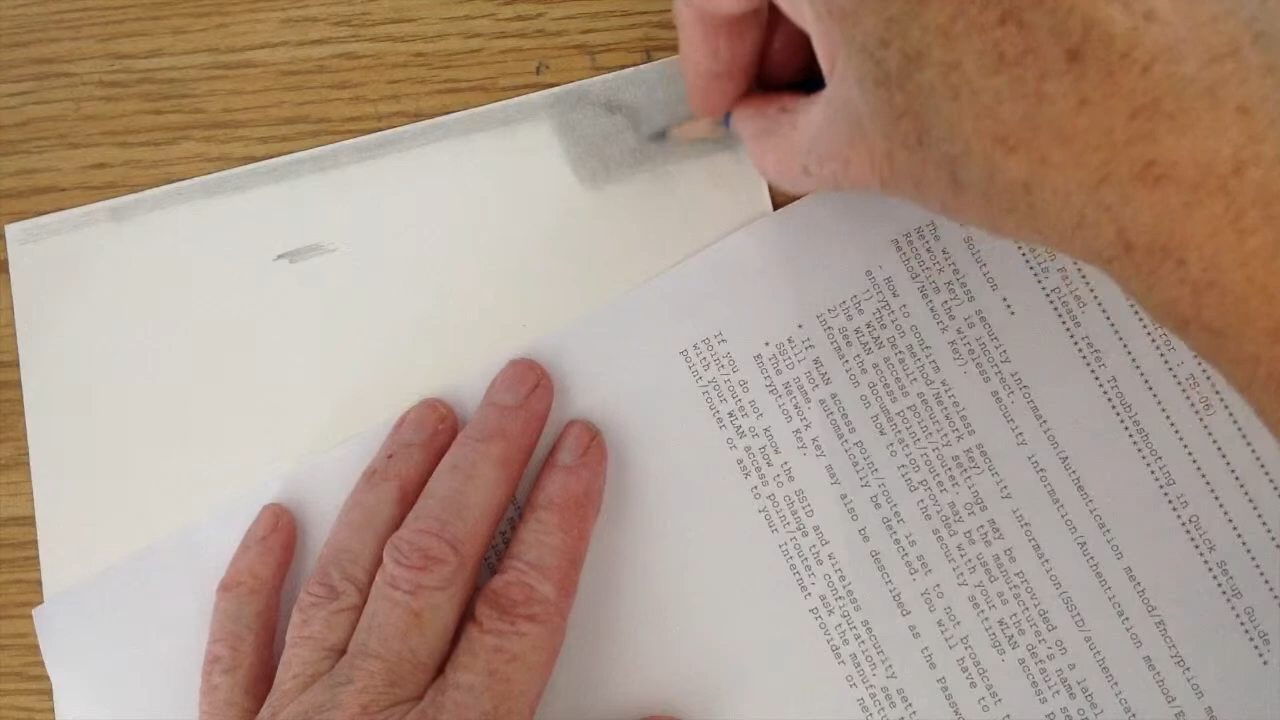 rror: TS-06)
on Failed.
ails, please refer Troubleshooting in Quick Setup Guide.
Solution ***
The wireless security information(Authentication method/Encryption m
Network Key) is incorrect.
Reconfirm the wireless security information(Authentication method/E
method/Network Key).
- How to confirm wireless security information(SSID/authenticat
encryption method/Network Key)
1) The Default security settings may be provided on a label
the WLAN access point/router. Or the manufacturer's name o
the WLAN access point/router may be used as the default s
2) See the documentation provided with your WLAN access p
information on how to find the security settings.
* If WLAN access point/router is set to not broadcast t
will not automatically be detected. You will have to
SSID name.
* The Network key may also be described as the Passwo
Encryption Key.
If you do not know the SSID and wireless security sett
point/router or how to change the configuration, see t
with your WLAN access point/router, ask the manufactu
point/router or ask to your Internet provider or net